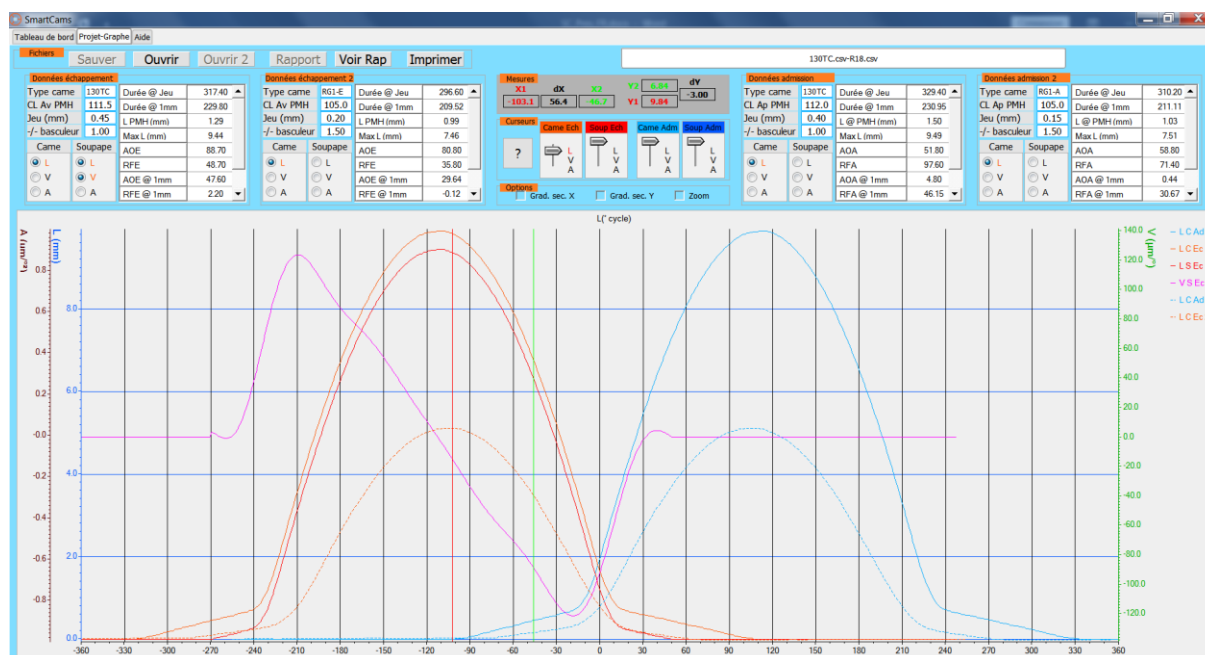 SmartCams
Tableau de bord Projet-Graphe Aide
Fichiers
Sauver Ouvrir Ouvrir 2 Rapport Voir Rap Imprimer 130TC.csv-R18.csv
Données échappement
Type came 130TC Durée @ Jeu 317.40
CL Av PMH 111.5 Durée @ 1mm 229.80
Jeu (mm) 0.45 L PMH (mm) 1.29
-/- basculeur 1.00 Max L (mm) 9.44
Came Soupape AOE 88.70
L L RFE 48.70
V V AOE @ 1mm 47.60
A A RFE @ 1mm 2.20
Données échappement 2
Type came RG1-E Durée @ Jeu 296.60
CL Av PMH 105.0 Durée @ 1mm 209.52
Jeu (mm) 0.20 L PMH (mm) 0.99
-/- basculeur 1.50 Max L (mm) 7.46
Came Soupape AOE 80.80
L L RFE 35.80
V V AOE @ 1mm 29.64
A A RFE @ 1mm -0.12
Mesures
X1 dX X2 Y2 6.84 dY
-103.1 56.4 -46.7 Y1 9.84 -3.00
Curseurs
Came Ech Soup Ech Came Adm Soup Adm
? L L L L
V V V V
A A A A
Options
Grad. sec. X Grad. sec. Y Zoom
Données admission
Type came 130TC Durée @ Jeu 329.40
CL Ap PMH 112.0 Durée @ 1mm 230.95
Jeu (mm) 0.40 L @ PMH (mm) 1.50
-/- basculeur 1.00 Max L (mm) 9.49
Came Soupape AOA 51.80
L L RFA 97.60
V V AOA @ 1mm 4.80
A A RFA @ 1mm 46.15
Données admission 2
Type came RG1-A Durée @ Jeu 310.20
CL Ap PMH 105.0 Durée @ 1mm 211.11
Jeu (mm) 0.15 L @ PMH (mm) 1.03
-/- basculeur 1.50 Max L (mm) 7.51
Came Soupape AOA 58.80
L L RFA 71.40
V V AOA @ 1mm 0.44
A A RFA @ 1mm 30.67
L(° cycle)
L (mm)
0.8
0.6
0.4
0.2
-0.0
-0.2
-0.4
-0.6
-0.8
8.0
6.0
4.0
2.0
0.0
140.0
120.0
100.0
80.0
60.0
40.0
20.0
0.0
-20.0
-40.0
-60.0
-80.0
-100.0
-120.0
L C Ad
L C Ec
L S Ec
V S Ec
L C Ad
L C Ec
-360 -330 -300 -270 -240 -210 -180 -150 -120 -90 -60 -30 0 30 60 90 120 150 180 210 240 270 300 330 360